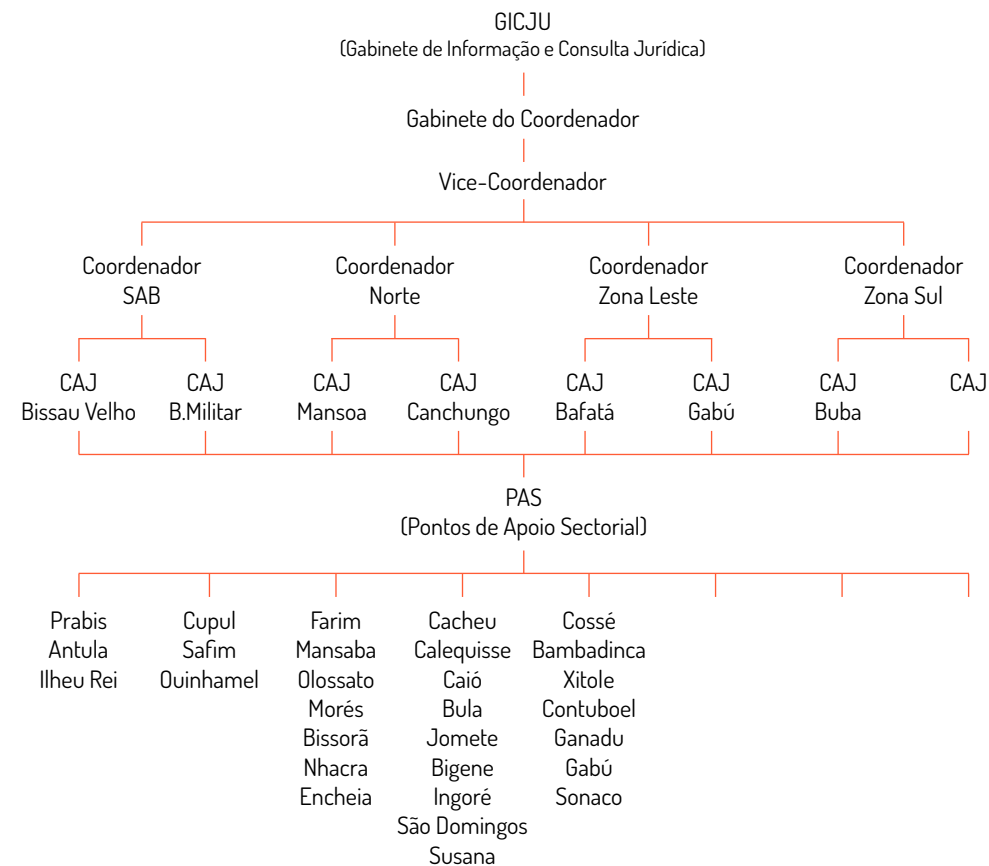 GICJU
(Gabinete de Informação e Consulta Jurídica)
Gabinete do Coordenador
Vice-Coordenador
Coordenador
SAB
Coordenador
Norte
Coordenador
Zona Leste
Coordenador
Zona Sul
CAJ
Bissau Velho
CAJ
B.Militar
CAJ
Mansoa
CAJ
Canchungo
CAJ
Bafatá
CAJ
Gabú
CAJ
Buba
CAJ
PAS
(Pontos de Apoio Sectorial)
Prabis
Antula
Ilheu Rei
Cupul
Safim
Ouinhamel
Farim
Mansaba
Olossato
Morés
Bissorã
Nhacra
Encheia
Cacheu
Calequisse
Caió
Bula
Jomete
Bigene
Ingoré
São Domingos
Susana
Cossé
Bambadinca
Xitole
Contuboel
Ganadu
Gabú
Sonaco